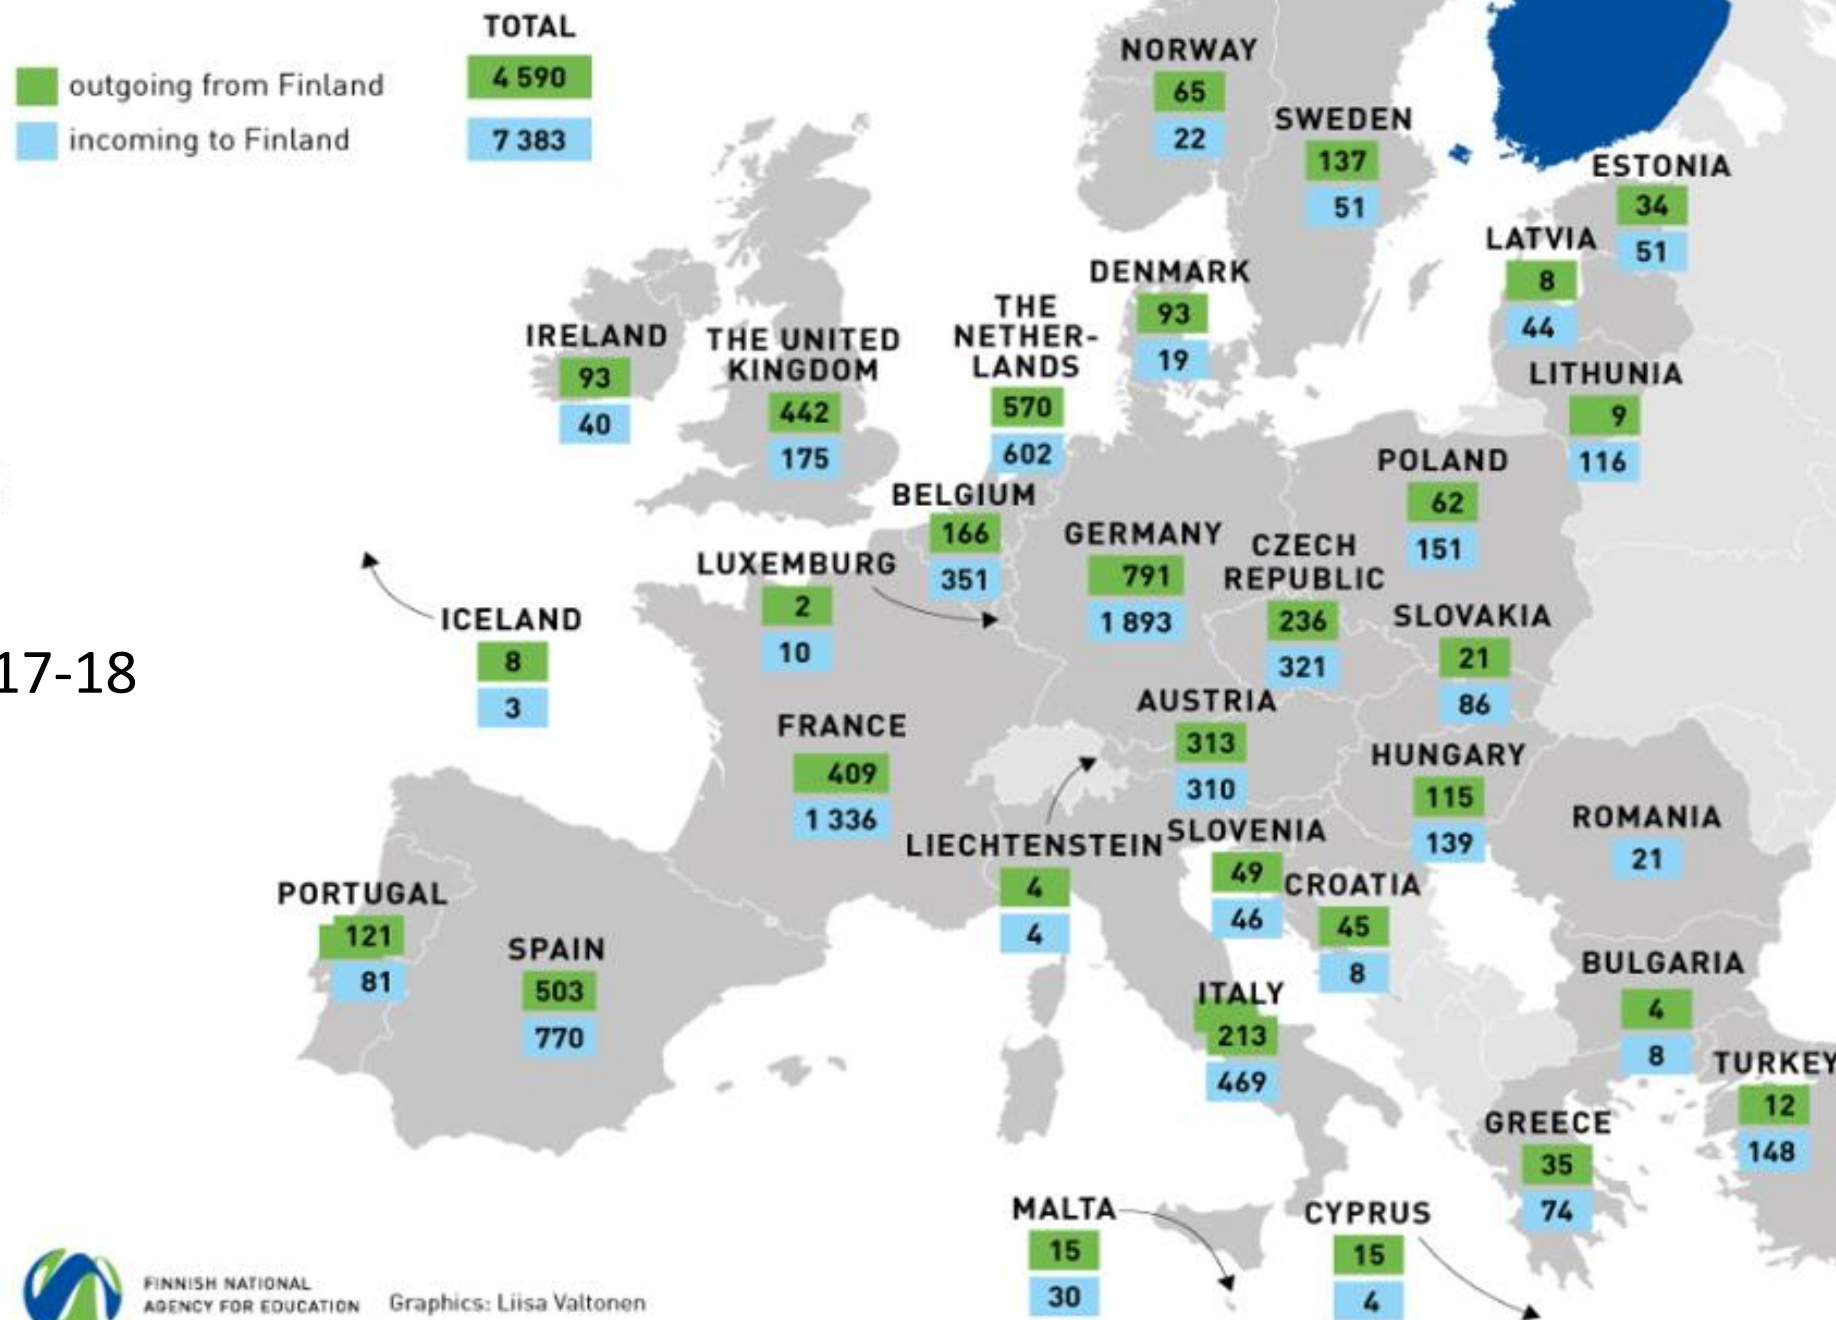 TOTAL
outgoing from Finland
4 590
incoming to Finland
7 383
NORWAY
65
22
SWEDEN
137
51
ESTONIA
34
51
LATVIA
8
44
DENMARK
93
19
THE
NETHER-
LANDS
570
602
IRELAND
93
40
THE UNITED
KINGDOM
442
175
LITHUNIA
9
116
POLAND
62
151
BELGIUM
166
351
GERMANY
791
1 893
CZECH
REPUBLIC
236
321
LUXEMBURG
2
10
ICELAND
8
3
SLOVAKIA
21
86
17-18
AUSTRIA
313
310
FRANCE
409
1 336
HUNGARY
115
139
ROMANIA
21
LIECHTENSTEIN
4
4
SLOVENIA
49
46
CROATIA
45
8
PORTUGAL
121
81
SPAIN
503
770
BULGARIA
4
8
ITALY
213
469
TURKEY
12
148
GREECE
35
74
MALTA
15
30
CYPRUS
15
4
FINNISH NATIONAL
AGENCY FOR EDUCATION
Graphics: Liisa Valtonen